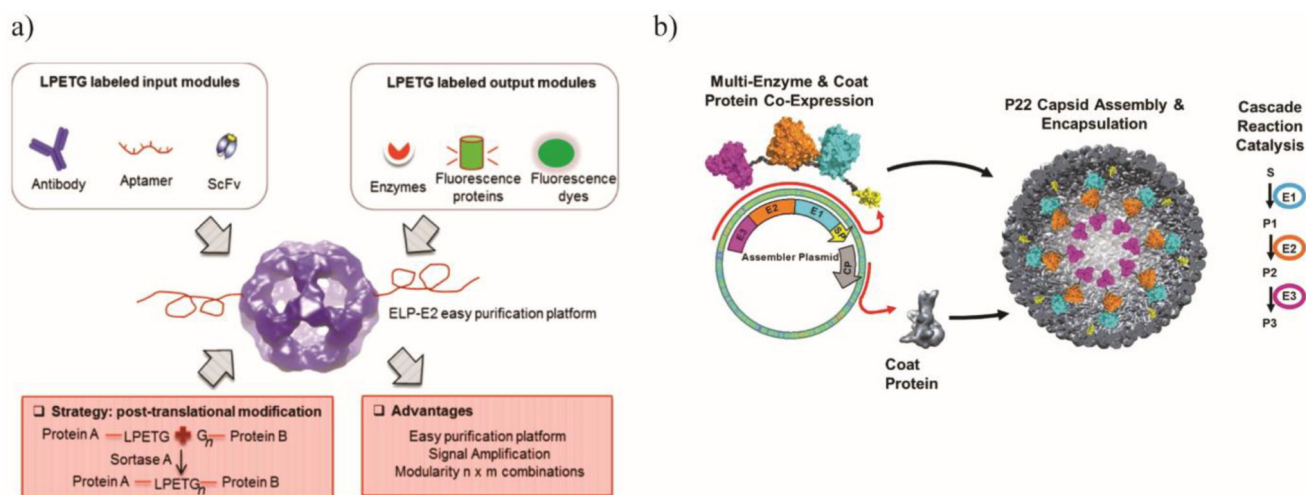 a)
LPETG labeled input modules
Antibody
Aptamer
ScFv
LPETG labeled output modules
Enzymes
Fluorescence
proteins
Fluorescence
dyes
ELP-E2 easy purification platform
❑ Strategy: post-translational modification
Protein A LPETG Gn Protein B
Sortase A
Protein A LPETGn Protein B
❑ Advantages
Easy purification platform
Signal Amplification
Modularity n x m combinations
b)
Multi-Enzyme & Coat
Protein Co-Expression
E3
E2
E1
SP
Assembler Plasmid
CP
Coat
Protein
P22 Capsid Assembly &
Encapsulation
Cascade
Reaction
Catalysis
S
E1
P1
E2
P2
E3
P3